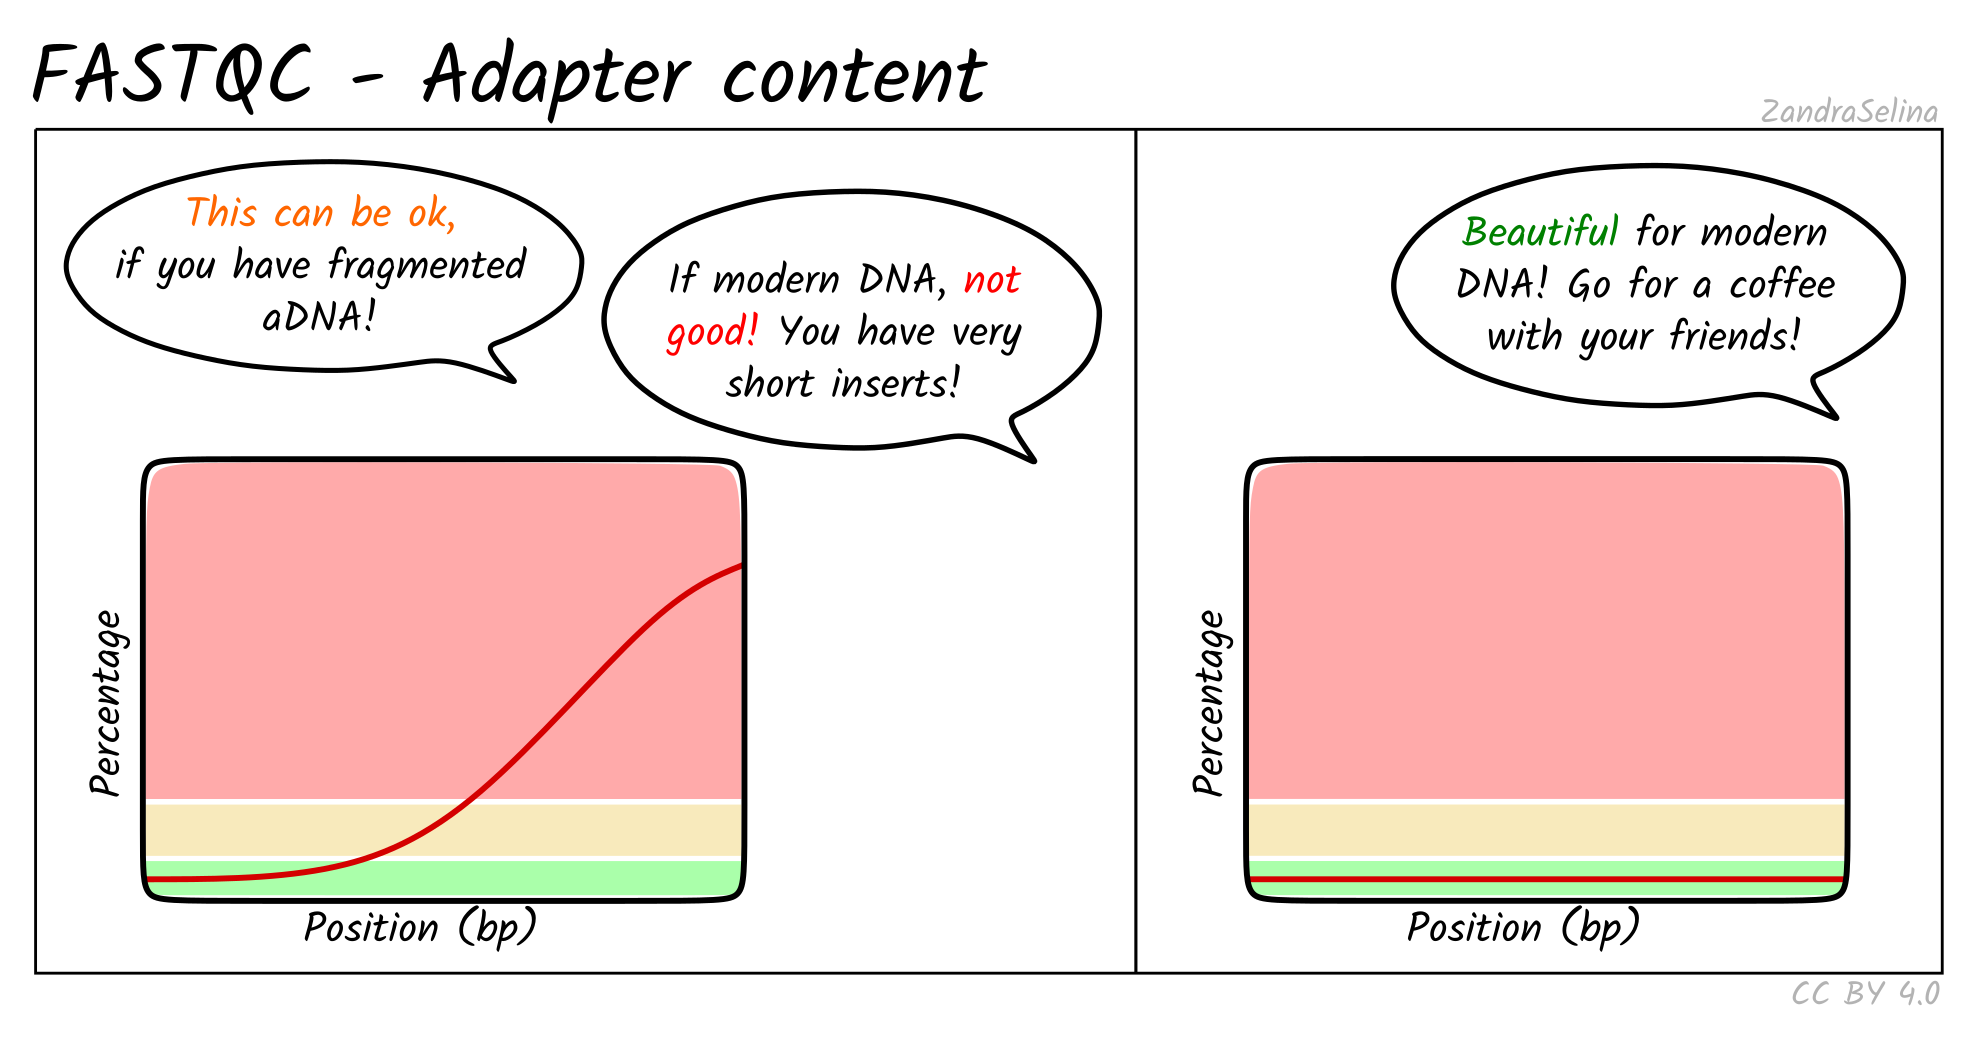 FASTQC - Adapter content
ZandraSelina
This can be ok,
if you have fragmented
aDNA!
If modern DNA, not
good! You have very
short inserts!
Beautiful for modern
DNA! Go for a coffee
with your friends!
Percentage
Position (bp)
Percentage
Position (bp)
CC BY 4.0